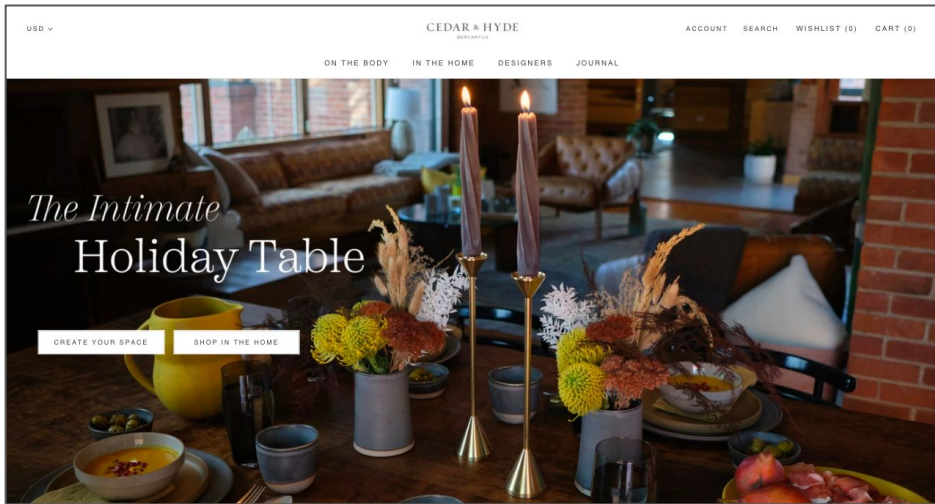 USD
CEDAR & HYDE
MERCANTILE
ACCOUNT SEARCH WISHLIST (0) CART (0)
ON THE BODY IN THE HOME DESIGNERS JOURNAL
The Intimate
Holiday Table
CREATE YOUR SPACE SHOP IN THE HOME